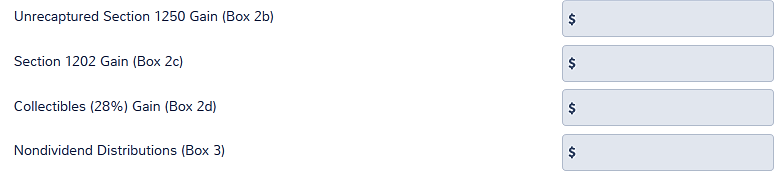 Unrecaptured Section 1250 Gain (Box 2b) $
Section 1202 Gain (Box 2c) $
Collectibles (28%) Gain (Box 2d) $
Nondividend Distributions (Box 3) $